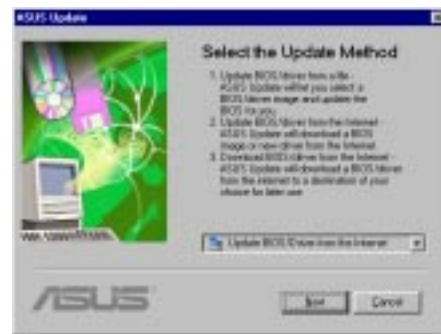 ASUS Update
Select the Update Method
1. Update BIOS/driver from a file -
ASUS Update will let you select a
BIOS/driver image and update the
BIOS for you
2. Update BIOS/driver from the Internet -
ASUS Update will download a BIOS
image or new driver from the Internet
3. Download BIOS/driver from the Internet -
ASUS Update will download a BIOS/driver
from the internet to a destination of your
choice for later use
Update BIOS/Driver from the Internet
ASUS
Next
Cancel